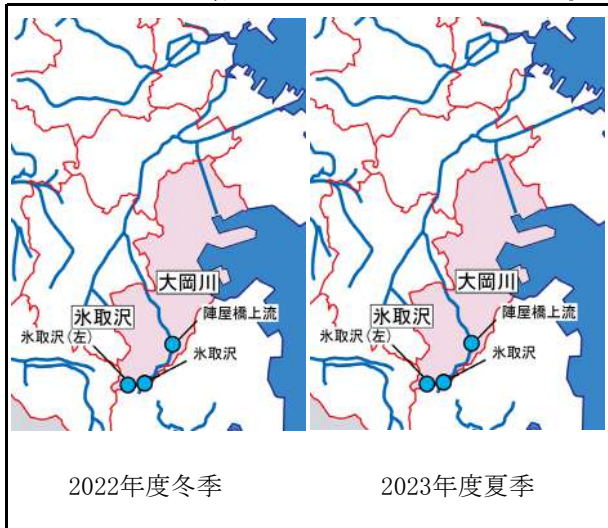 大岡川
氷取沢
陣屋橋上流
氷取沢(左)
氷取沢
2022年度冬季
大岡川
氷取沢
陣屋橋上流
氷取沢(左)
氷取沢
2023年度夏季